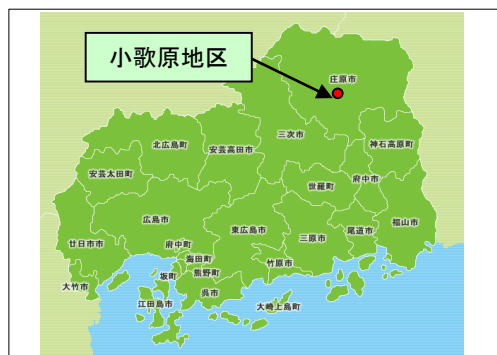 小歌原地区
庄原市
三次市
北広島町
安芸高田市
神石高原町
安芸太田町
世羅町
府中市
広島市
東広島市
三原市
尾道市
福山市
廿日市市
府中町
海田町
竹原市
坂町
熊野町
大竹市
江田島市
呉市
大崎上島町